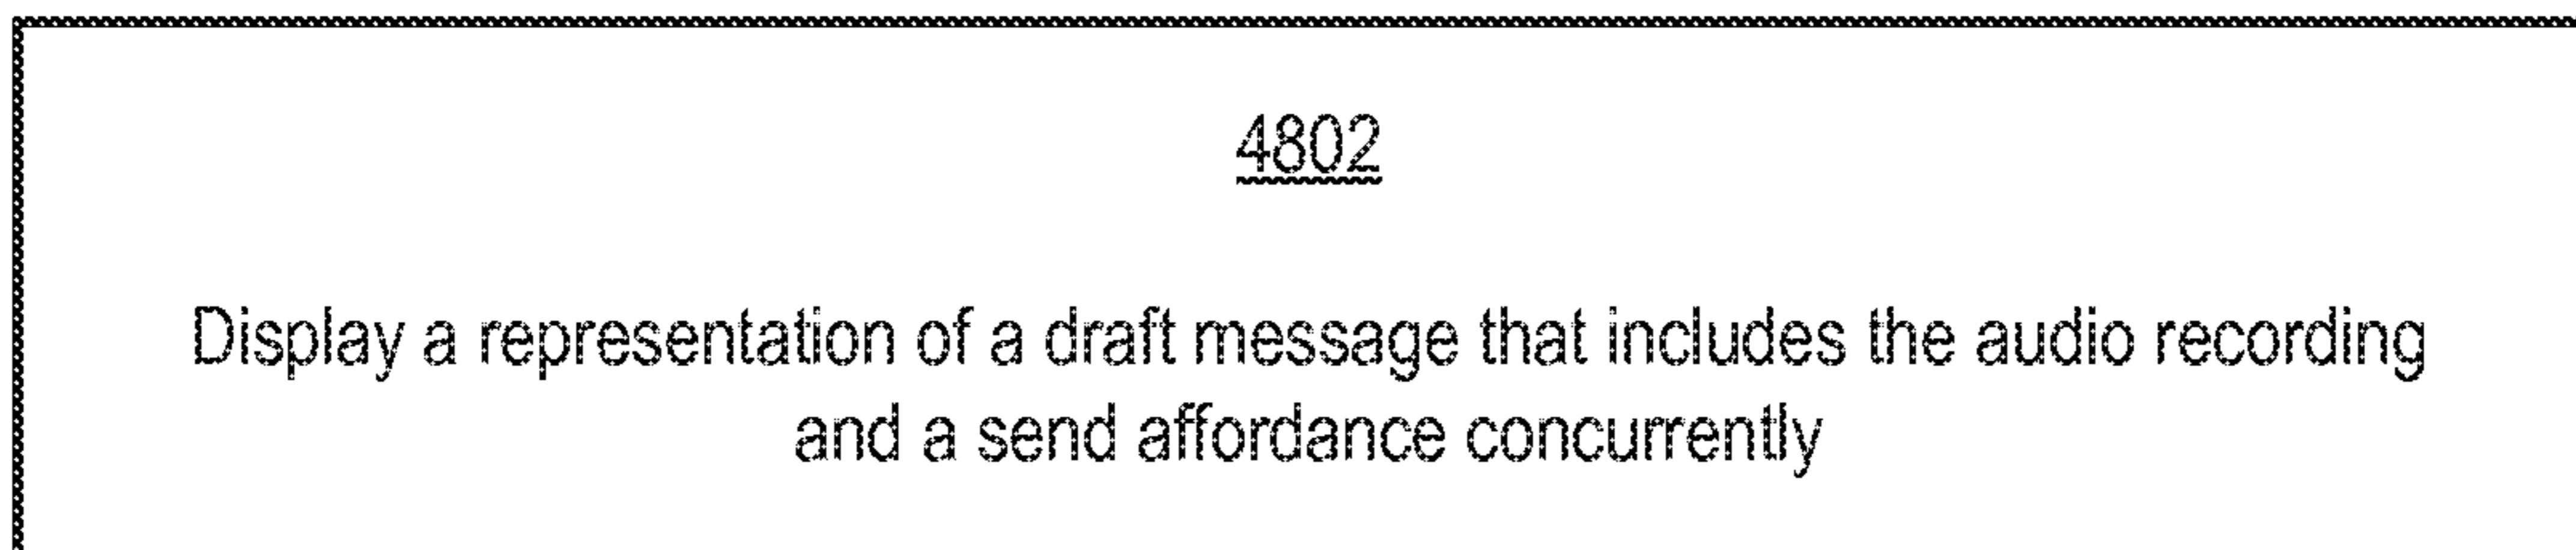 4802
Display a representation of a draft message that includes the audio recording
and a send affordance concurrently